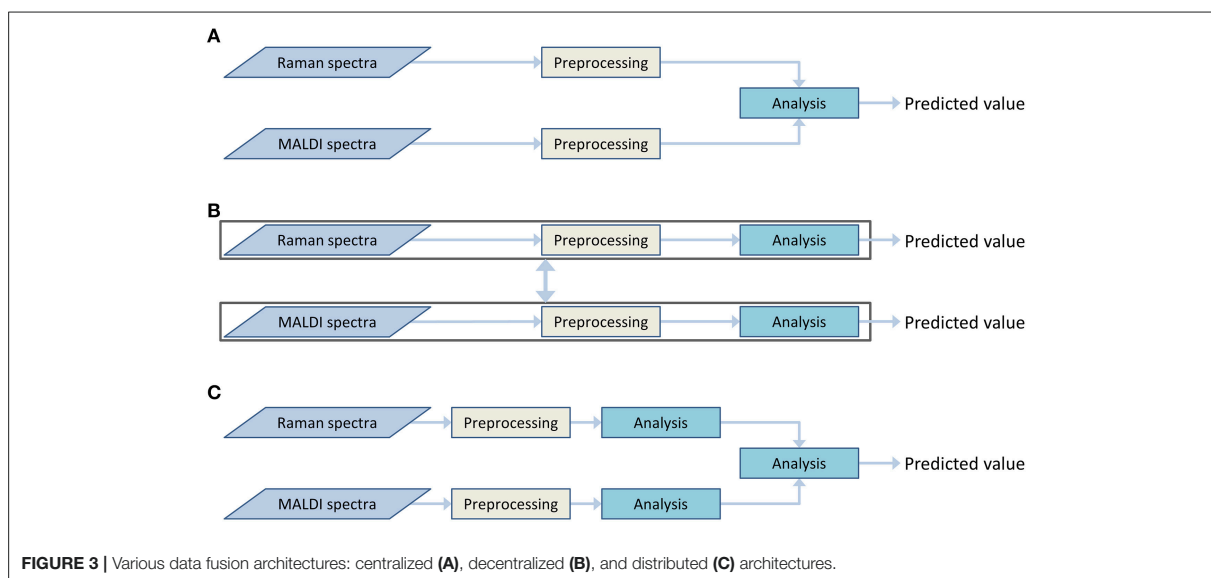 A
Raman spectra
Preprocessing
Analysis
Predicted value
MALDI spectra
Preprocessing
B
Raman spectra
Preprocessing
Analysis
Predicted value
MALDI spectra
Preprocessing
Analysis
Predicted value
C
Raman spectra
Preprocessing
Analysis
Analysis
Predicted value
MALDI spectra
Preprocessing
Analysis
FIGURE 3 | Various data fusion architectures: centralized (A), decentralized (B), and distributed (C) architectures.